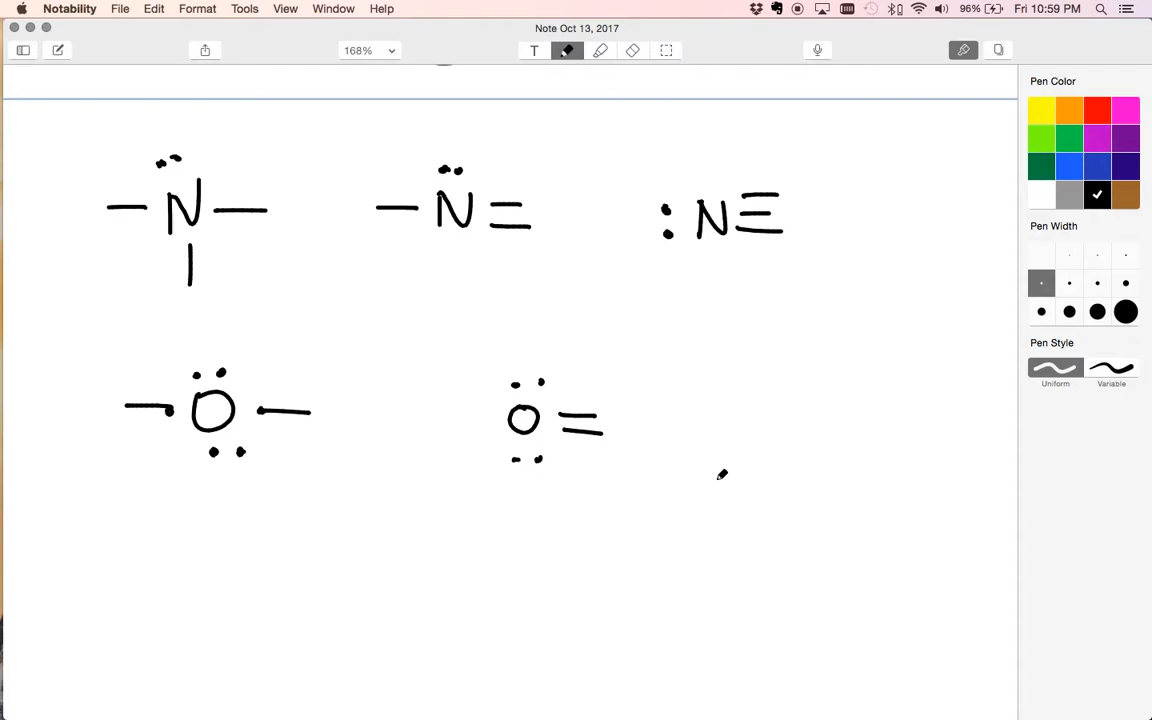 Notability File Edit Format Tools View Window Help 96% Fri 10:59 PM
Note Oct 13, 2017
168% T
Pen Color
Pen Width
Pen Style
Uniform Variable
–N̈– –N̈= :N≡
–O– O=